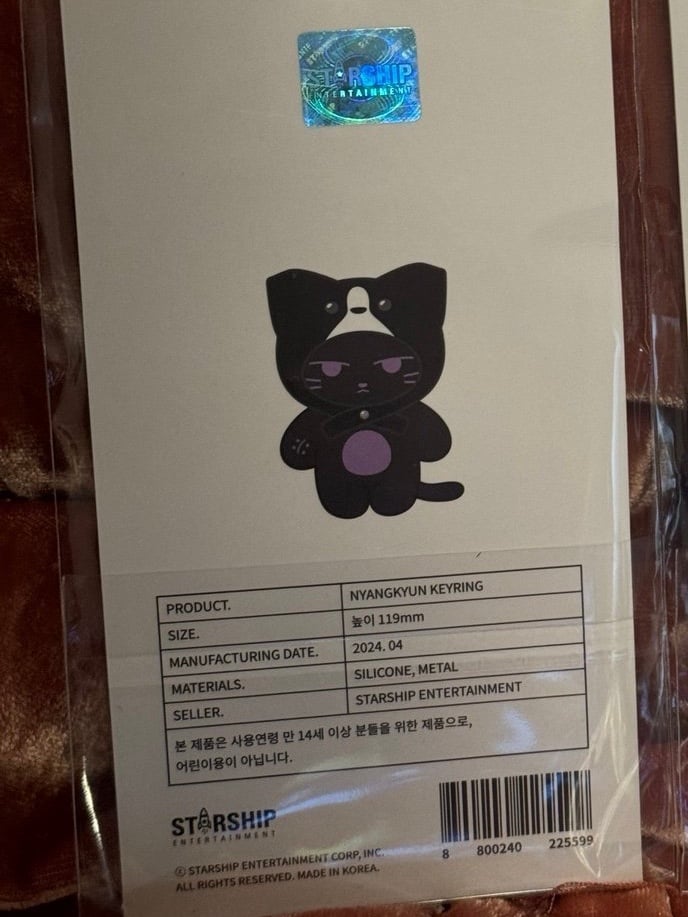 STARSHIP
ENTERTAINMENT
PRODUCT. NYANGKYUN KEYRING
SIZE. 높이 119mm
MANUFACTURING DATE. 2024. 04
MATERIALS. SILICONE, METAL
SELLER. STARSHIP ENTERTAINMENT
본 제품은 사용연령 만 14세 이상 분들을 위한 제품으로,
어린이용이 아닙니다.
STARSHIP
ENTERTAINMENT
ⓒ STARSHIP ENTERTAINMENT CORP, INC.
ALL RIGHTS RESERVED. MADE IN KOREA.
8 800240 225599